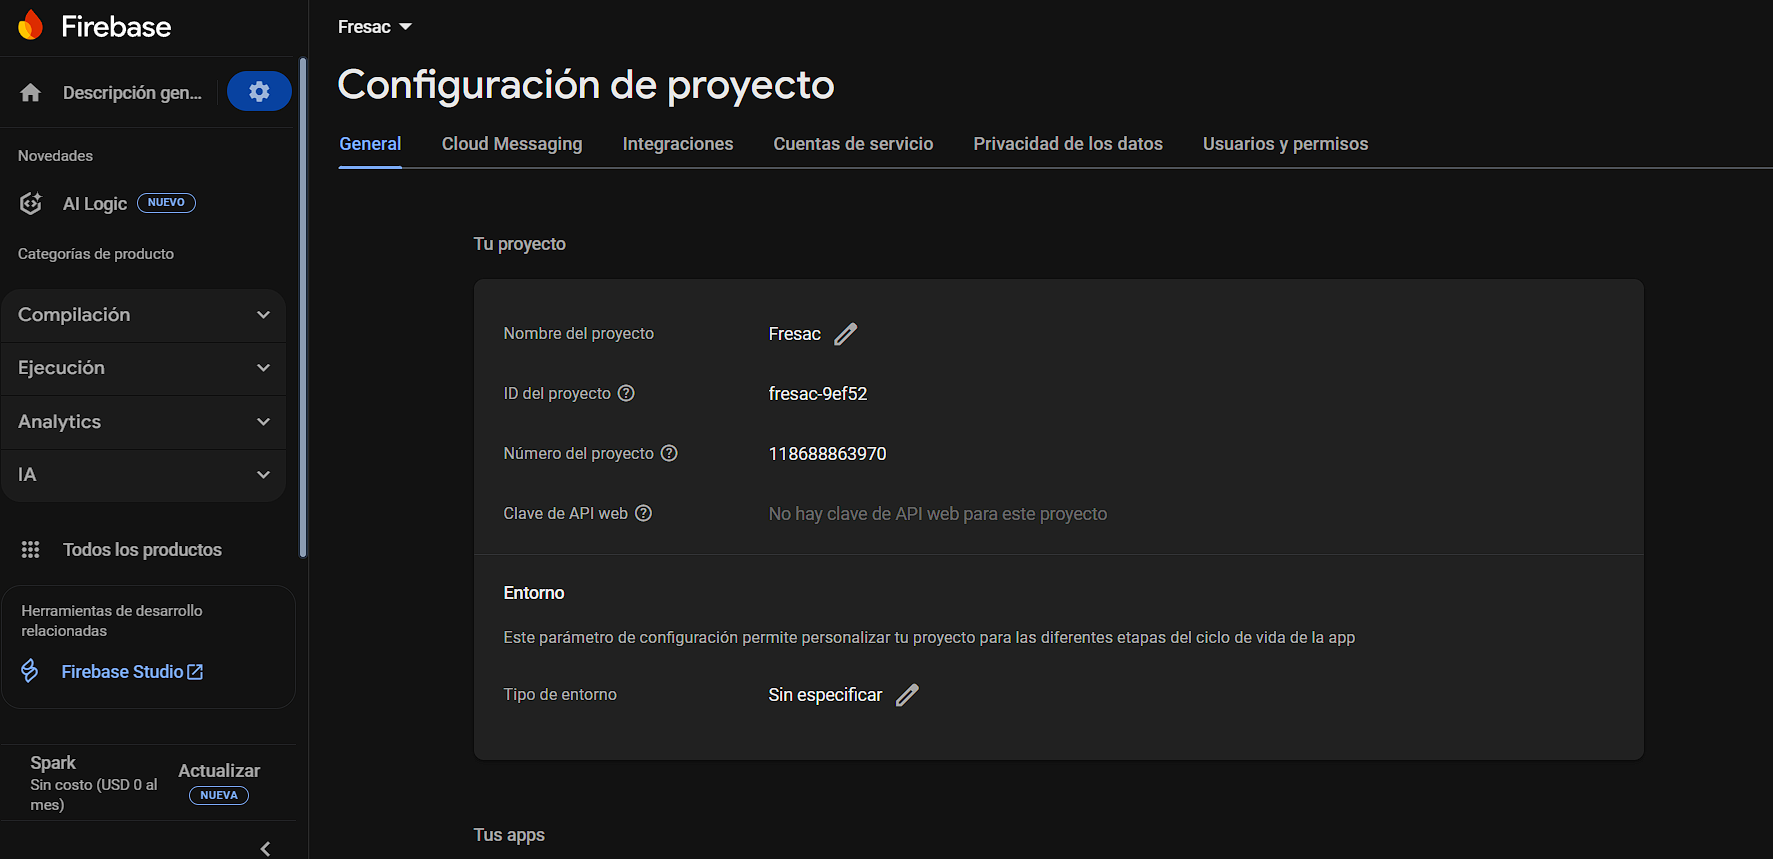 Firebase
Descripción gen...
Novedades
AI Logic NUEVO
Categorías de producto
Compilación
Ejecución
Analytics
IA
Todos los productos
Herramientas de desarrollo
relacionadas
Firebase Studio
Spark
Sin costo (USD 0 al
mes)
Actualizar
NUEVA
Fresac
Configuración de proyecto
General Cloud Messaging Integraciones Cuentas de servicio Privacidad de los datos Usuarios y permisos
Tu proyecto
Nombre del proyecto Fresac
ID del proyecto fresac-9ef52
Número del proyecto 118688863970
Clave de API web No hay clave de API web para este proyecto
Entorno
Este parámetro de configuración permite personalizar tu proyecto para las diferentes etapas del ciclo de vida de la app
Tipo de entorno Sin especificar
Tus apps